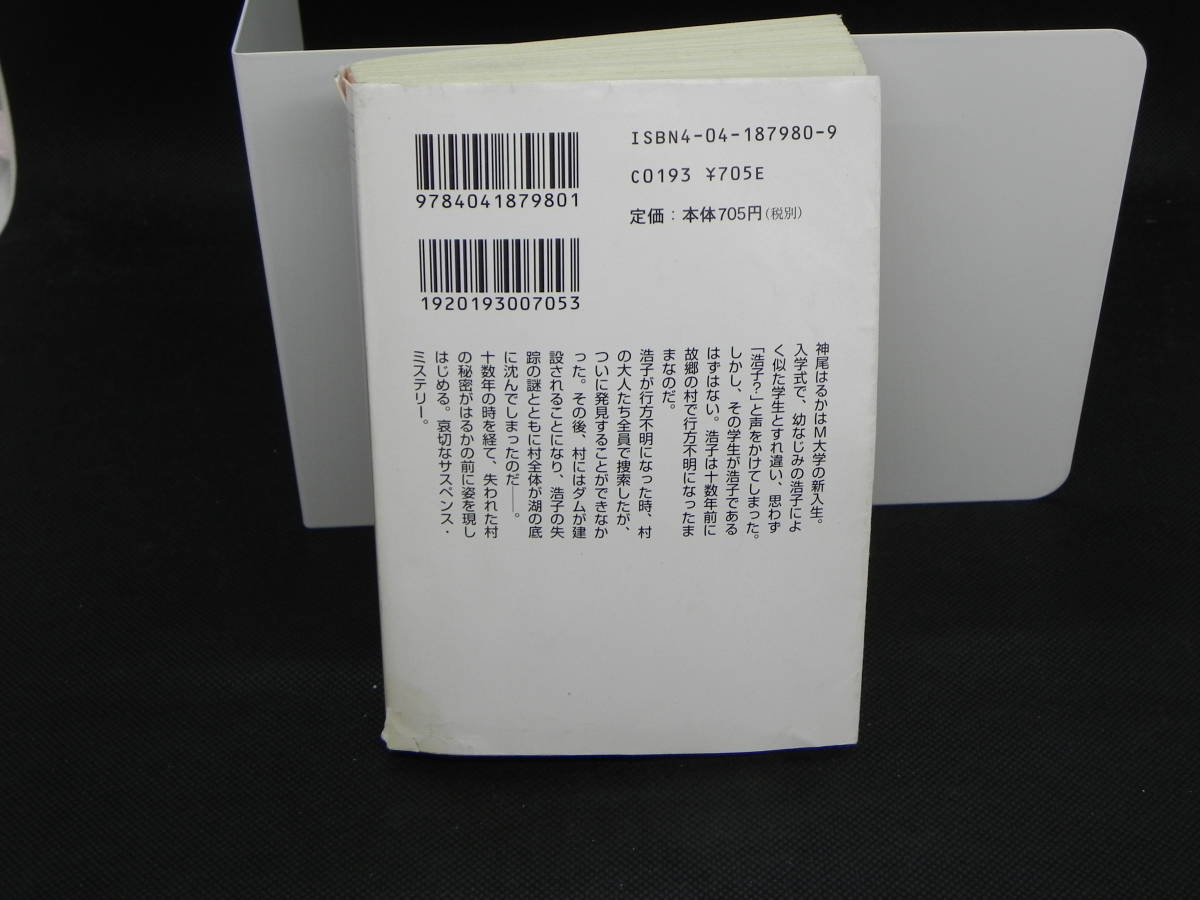 ISBN4-04-187980-9
C0193 ¥705E
定価：本体705円（税別）
9784041879801
1920193007053
神尾はるかはM大学の新入生。
入学式で、幼なじみの浩子によ
く似た学生とすれ違い、思わず
「浩子？」と声をかけてしまった。
しかし、その学生が浩子である
はずはない。浩子は十数年前に
故郷の村で行方不明になったま
まなのだ。
浩子が行方不明になった時、村
の大人たち全員で捜索したが、
ついに発見することができなか
った。その後、村にはダムが建
設されることになり、浩子の失
踪の謎とともに村全体が湖の底
に沈んでしまったのだ――。
十数年の時を経て、失われた村
の秘密がはるかの前に姿を現し
はじめる。哀切なサスペンス・
ミステリー。